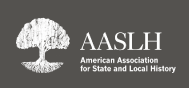 AASLH
American Association
for State and Local History